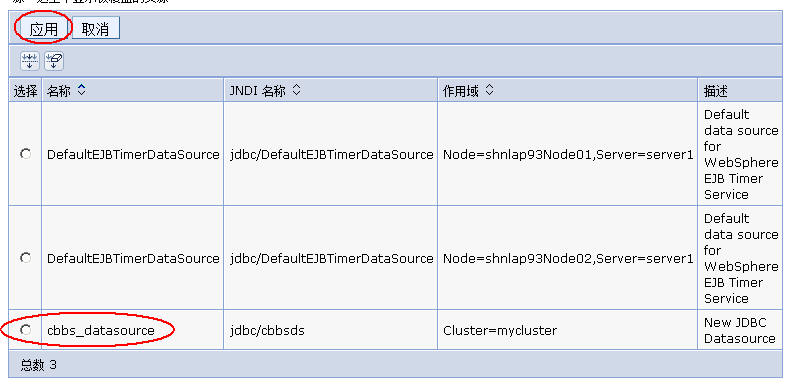 应用 取消
选择 名称 JNDI 名称 作用域 描述
DefaultEJBTimerDataSource jdbc/DefaultEJBTimerDataSource Node=shnlap93Node01,Server=server1 Default
data source
for
WebSphere
EJB Timer
Service
DefaultEJBTimerDataSource jdbc/DefaultEJBTimerDataSource Node=shnlap93Node02,Server=server1 Default
data source
for
WebSphere
EJB Timer
Service
cbbs_datasource jdbc/cbbsds Cluster=mycluster New JDBC
Datasource
总数 3